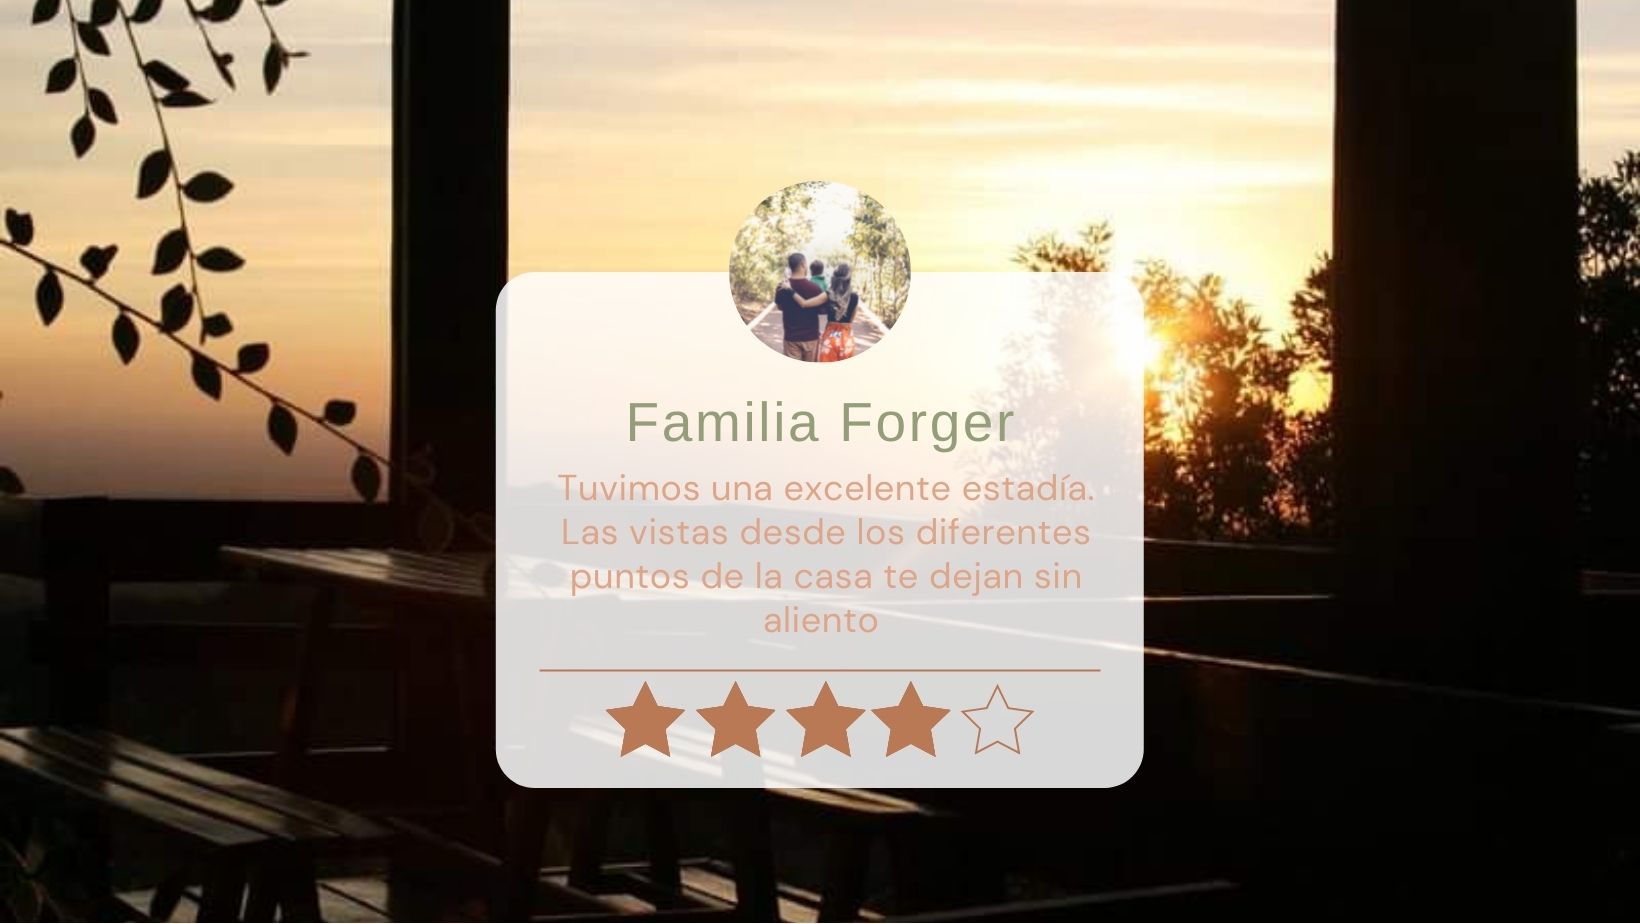 Familia Forger
Tuvimos una excelente estadía.
Las vistas desde los diferentes
puntos de la casa te dejan sin
aliento